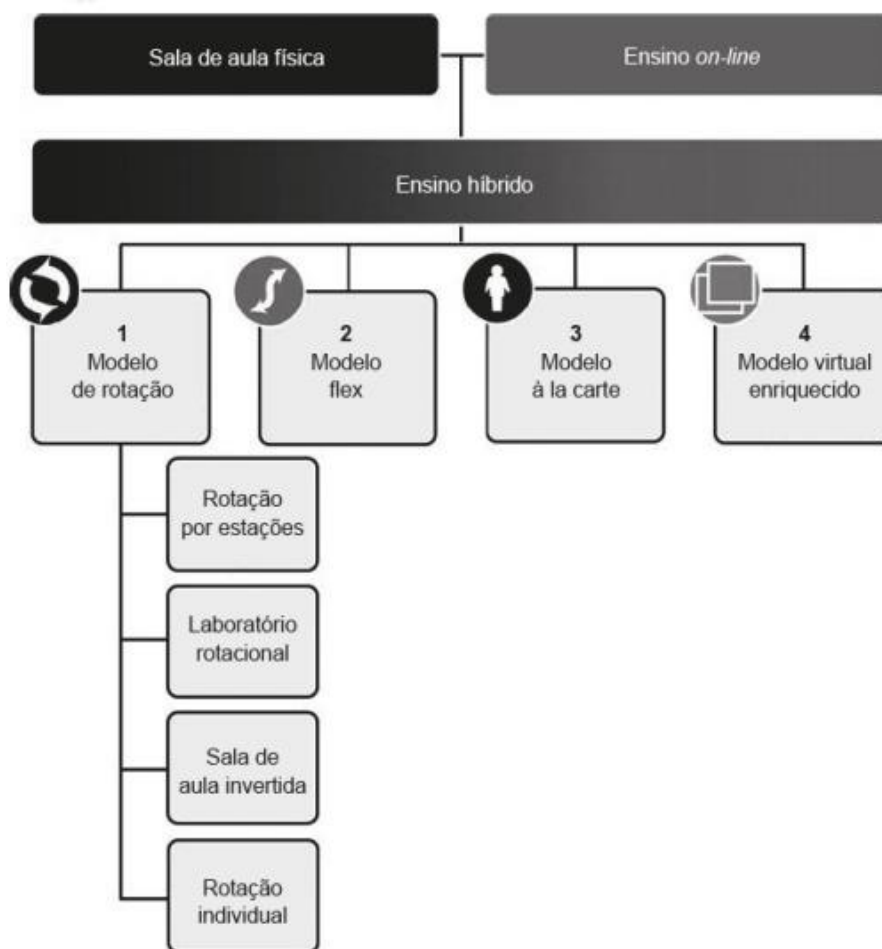 Sala de aula física
Ensino on-line
Ensino híbrido
1
Modelo
de rotação
2
Modelo
flex
3
Modelo
à la carte
4
Modelo virtual
enriquecido
Rotação
por estações
Laboratório
rotacional
Sala de
aula invertida
Rotação
individual